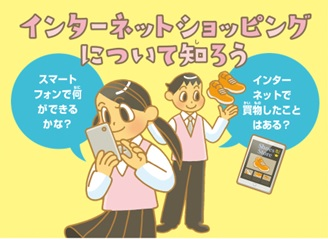 インターネットショッピング
について知ろう
スマート
フォンで何
ができる
かな？
インター
ネットで
買物したこと
はある？
Shoes
Store